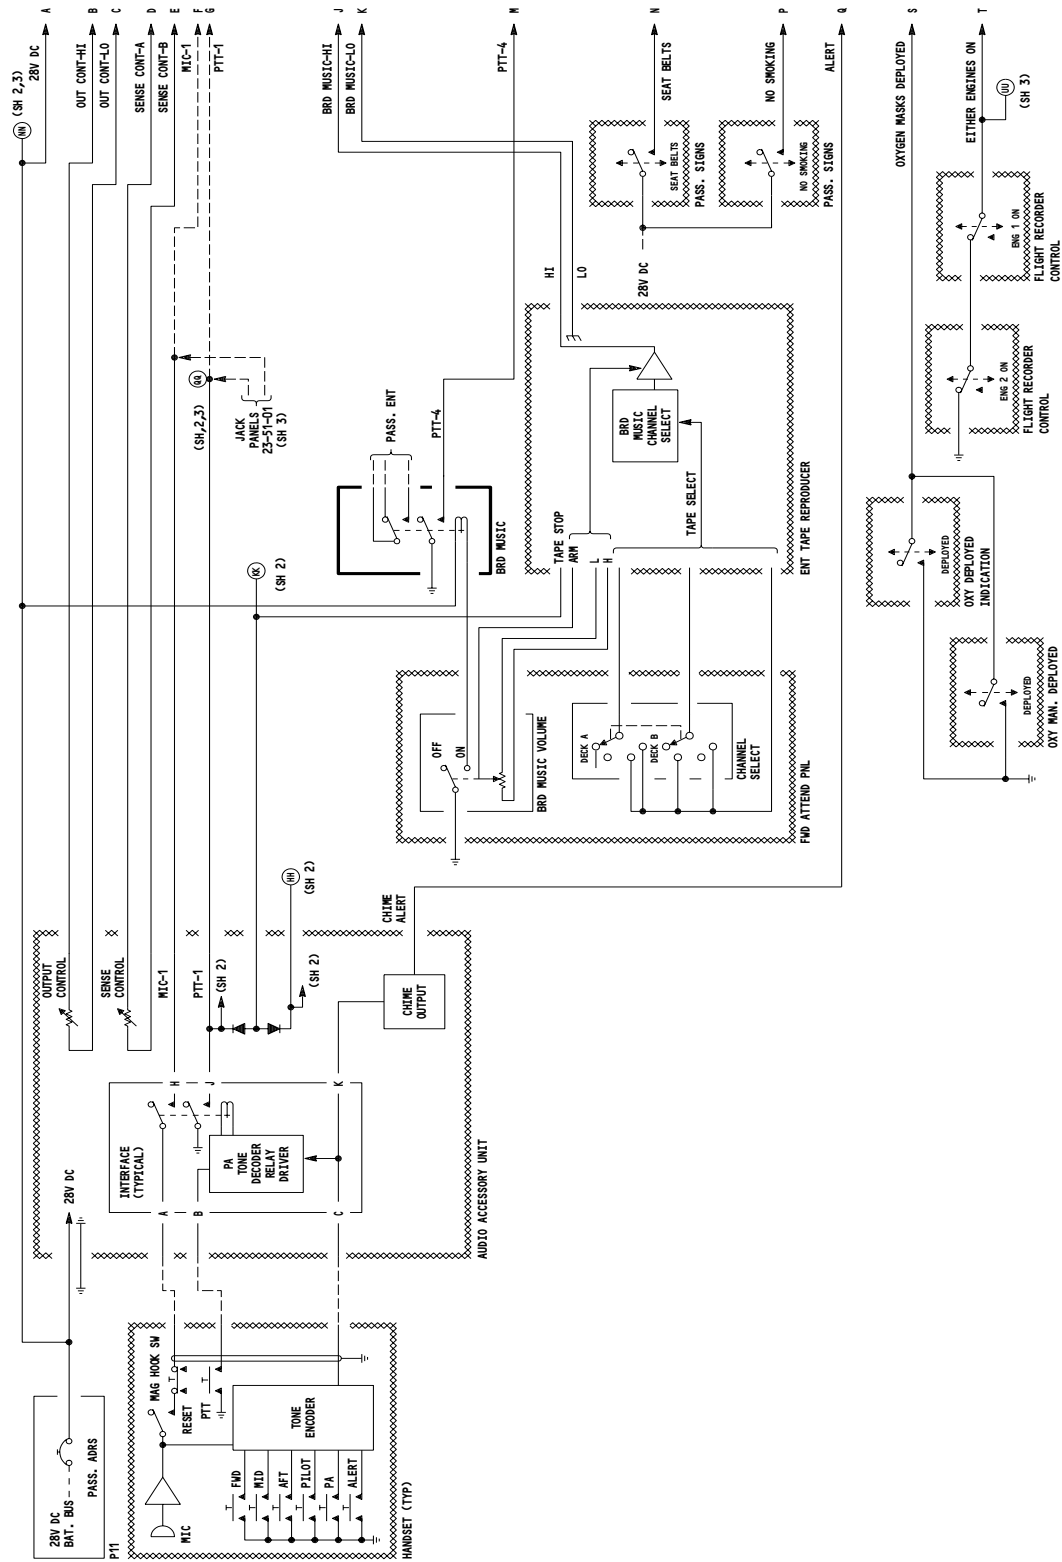 28V DC
BAT. BUS
PASS. ADRS
P11
MIC
MAG HOOK SW
RESET
PTT
TONE
ENCODER
FWD
MID
AFT
PILOT
PA
ALERT
HANDSET (TYP)
28V DC
INTERFACE
(TYPICAL)
A
B
C
PA
TONE
DECODER
RELAY
DRIVER
H
J
K
AUDIO ACCESSORY UNIT
OUTPUT
CONTROL
SENSE
CONTROL
MIC-1
PTT-1
(SH 2)
(SH 2)
CHIME
OUTPUT
CHIME
ALERT
HH
(SH 2)
KK
(SH 2)
OFF
ON
BRD MUSIC VOLUME
DECK A
DECK B
CHANNEL
SELECT
FWD ATTEND PNL
BRD MUSIC
PASS. ENT
PTT-4
TAPE STOP
ARM
L
H
TAPE SELECT
BRD
MUSIC
CHANNEL
SELECT
ENT TAPE REPRODUCER
HI
LO
QQ
(SH,2,3)
JACK
PANELS
23-51-01
(SH 3)
28V DC
SEAT BELTS
PASS. SIGNS
NO SMOKING
PASS. SIGNS
DEPLOYED
OXY DEPLOYED
INDICATION
DEPLOYED
OXY MAN. DEPLOYED
ENG 2 ON
FLIGHT RECORDER
CONTROL
ENG 1 ON
FLIGHT RECORDER
CONTROL
UU
(SH 3)
NN
(SH 2,3)
28V DC
A
OUT CONT-HI
B
OUT CONT-LO
C
SENSE CONT-A
D
SENSE CONT-B
E
MIC-1
F
PTT-1
G
BRD MUSIC-HI
J
BRD MUSIC-LO
K
PTT-4
M
SEAT BELTS
N
NO SMOKING
P
ALERT
Q
OXYGEN MASKS DEPLOYED
S
EITHER ENGINES ON
T